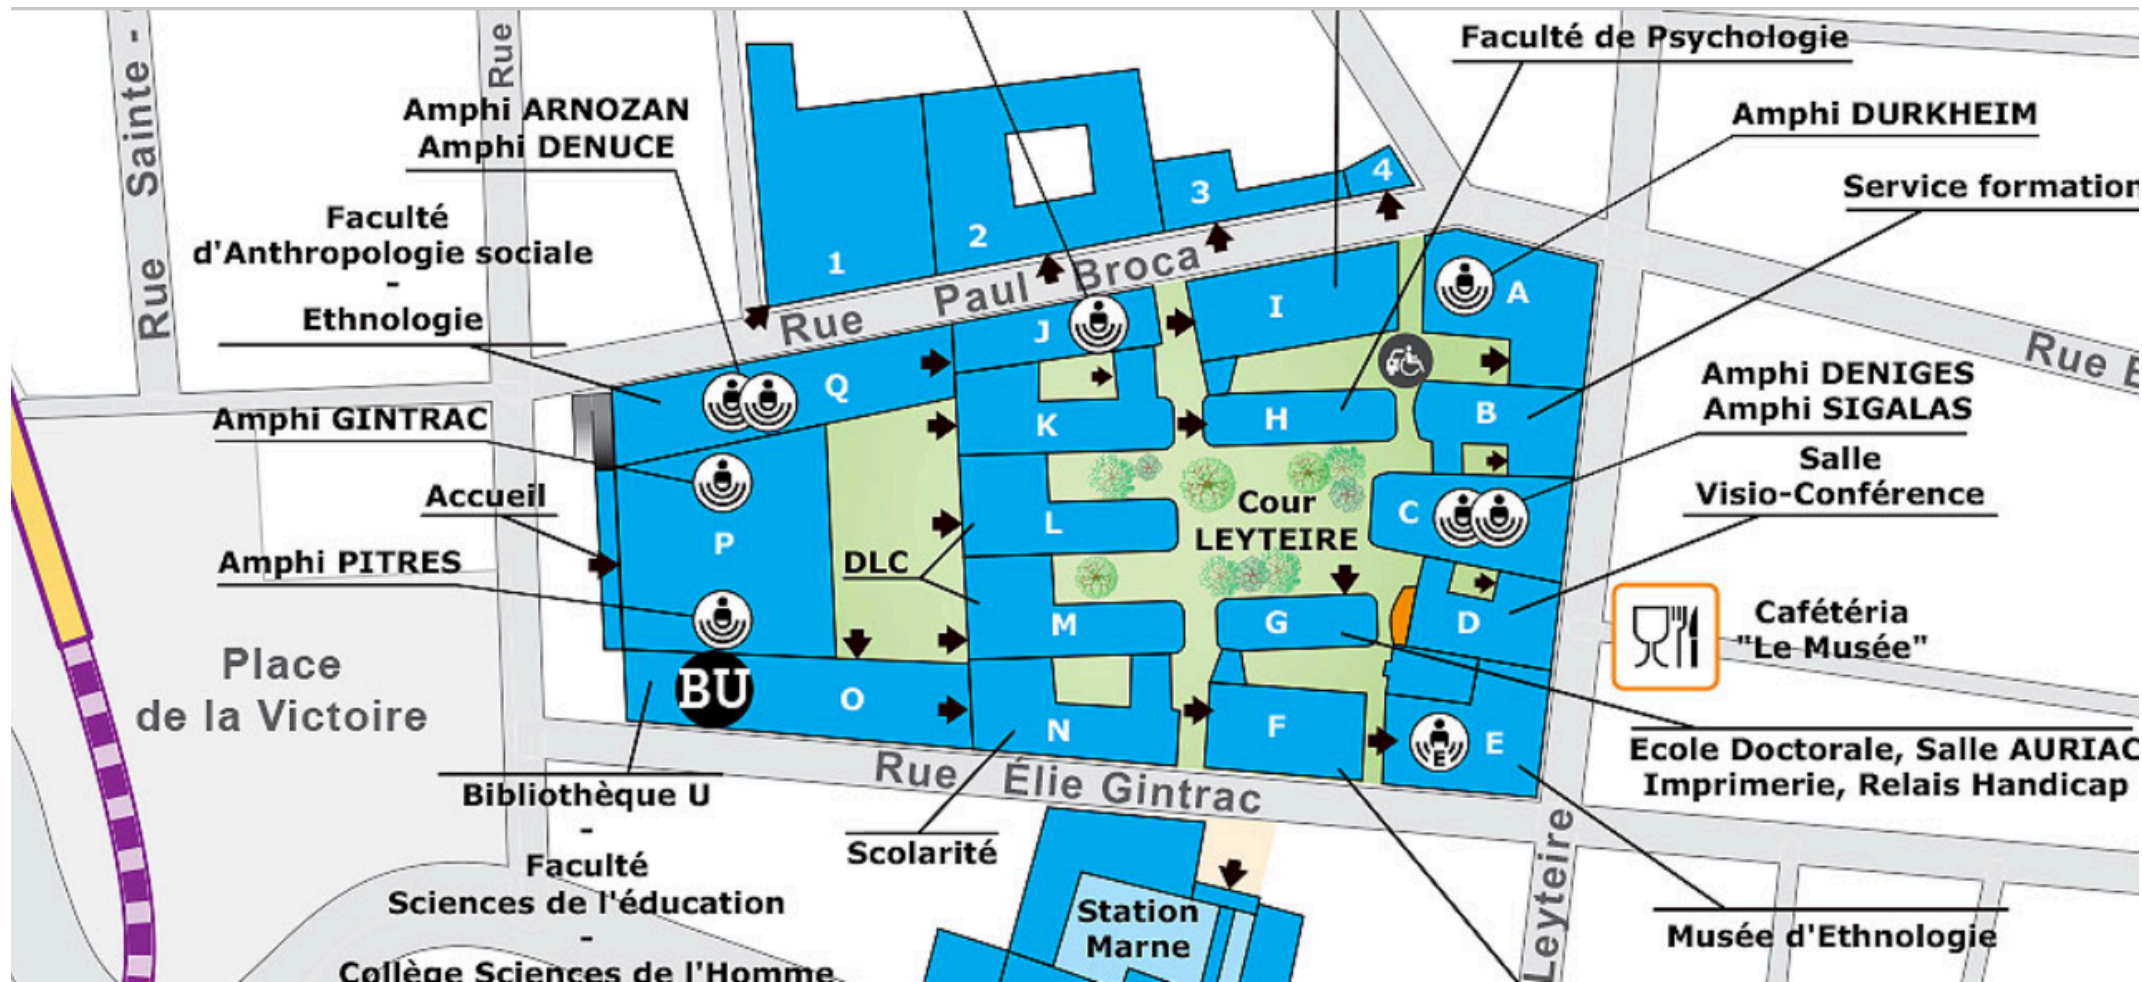 Rue Sainte -
Rue
Faculté de Psychologie
Amphi ARNOZAN
Amphi DENUCE
Amphi DURKHEIM
Service formation
Faculté
d'Anthropologie sociale
-
Ethnologie
1
2
3
4
Rue Paul Broca
Rue
A
I
J
Q
K
H
B
Amphi GINTRAC
Amphi DENIGES
Amphi SIGALAS
Salle
Visio-Conférence
Accueil
Cour
LEYTEIRE
C
L
P
DLC
Amphi PITRES
M
G
D
Cafétéria
"Le Musée"
Place
de la Victoire
BU
O
N
F
E
E
Ecole Doctorale, Salle AURIAC
Imprimerie, Relais Handicap
Rue Élie Gintrac
Bibliothèque U
-
Faculté
Sciences de l'éducation
-
Collège Sciences de l'Homme
Scolarité
Station
Marne
Leyteire
Musée d'Ethnologie